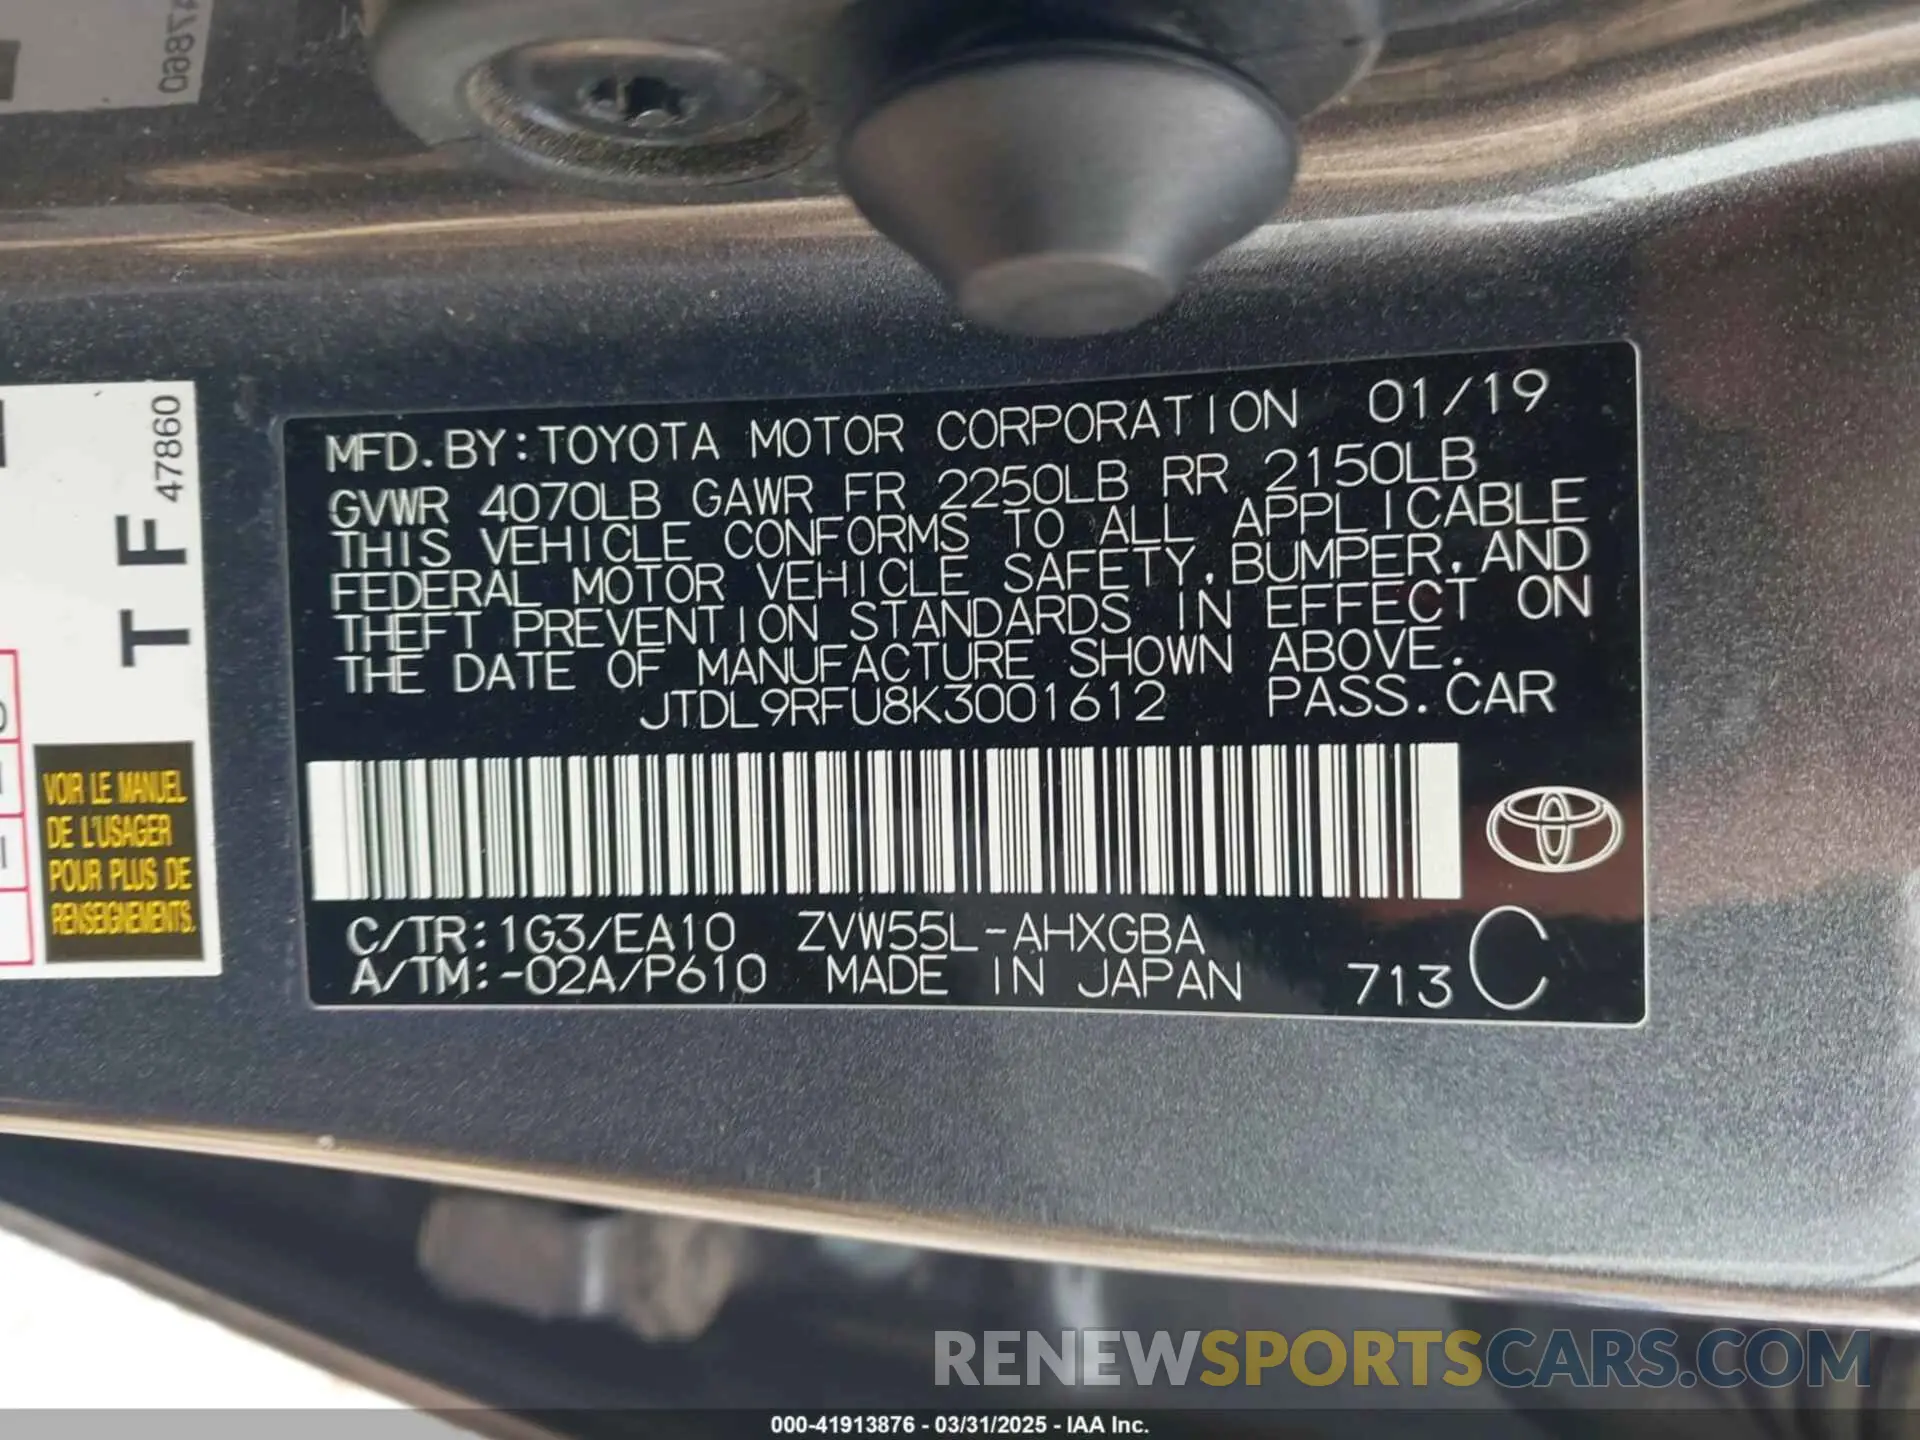 47860
MFD. BY: TOYOTA MOTOR CORPORATION 01/19
GVWR 4070LB GAWR FR 2250LB RR 2150LB
THIS VEHICLE CONFORMS TO ALL APPLICABLE
FEDERAL MOTOR VEHICLE SAFETY, BUMPER, AND
THEFT PREVENTION STANDARDS IN EFFECT ON
THE DATE OF MANUFACTURE SHOWN ABOVE.
JTDL9RFU8K3001612 PASS. CAR
C/TR: 1G3/EA10 ZVW55L-AHXGBA
A/TM: -02A/P610 MADE IN JAPAN 713 C
T F 47860
VOIR LE MANUEL
DE L'USAGER
POUR PLUS DE
RENSEIGNEMENTS.
RENEWSPORTSCARS.COM
000-41913876 - 03/31/2025 - IAA Inc.